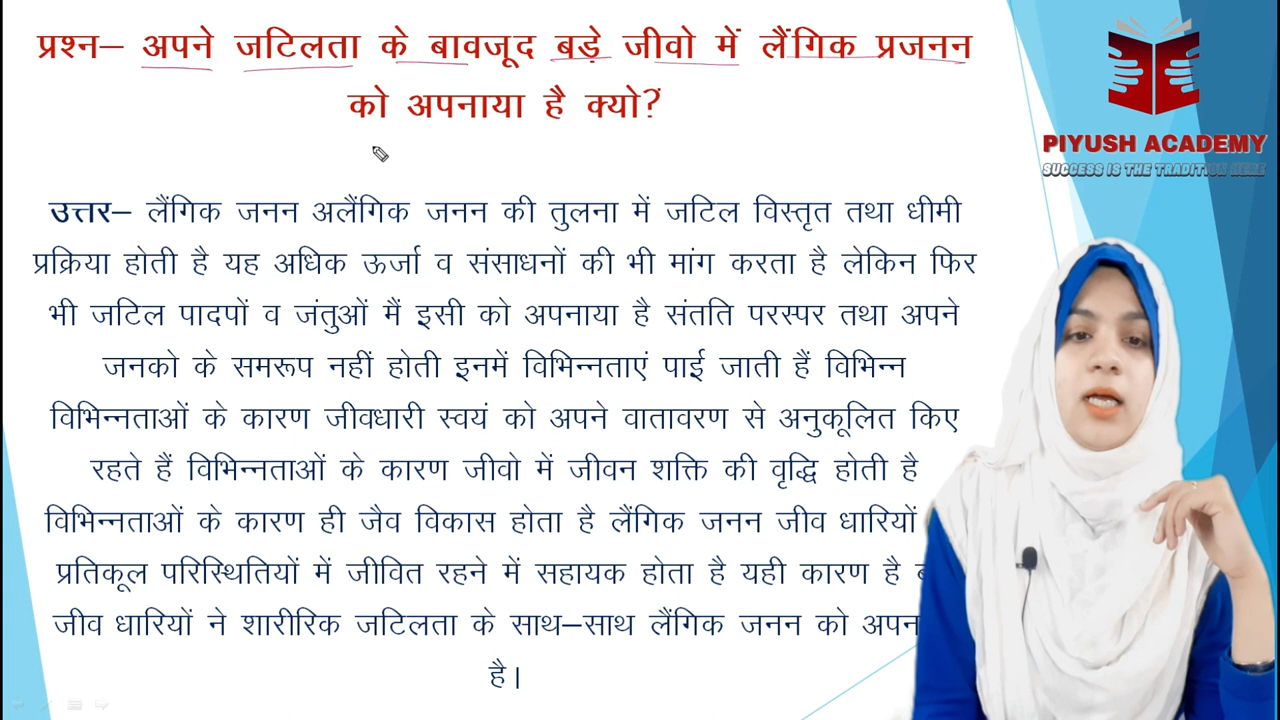 प्रश्न– अपने जटिलता के बावजूद बड़े जीवो में लैंगिक प्रजनन
को अपनाया है क्यो?
उत्तर– लैंगिक जनन अलैंगिक जनन की तुलना में जटिल विस्तृत तथा धीमी
प्रक्रिया होती है यह अधिक ऊर्जा व संसाधनों की भी मांग करता है लेकिन फिर
भी जटिल पादपों व जंतुओं मैं इसी को अपनाया है संतति परस्पर तथा अपने
जनको के समरूप नहीं होती इनमें विभिन्नताएं पाई जाती हैं विभिन्न
विभिन्नताओं के कारण जीवधारी स्वयं को अपने वातावरण से अनुकूलित किए
रहते हैं विभिन्नताओं के कारण जीवो में जीवन शक्ति की वृद्धि होती है
विभिन्नताओं के कारण ही जैव विकास होता है लैंगिक जनन जीव धारियों
प्रतिकूल परिस्थितियों में जीवित रहने में सहायक होता है यही कारण है
जीव धारियों ने शारीरिक जटिलता के साथ–साथ लैंगिक जनन को
है।
PIYUSH ACADEMY
SUCCESS IS THE TRADITION HERE